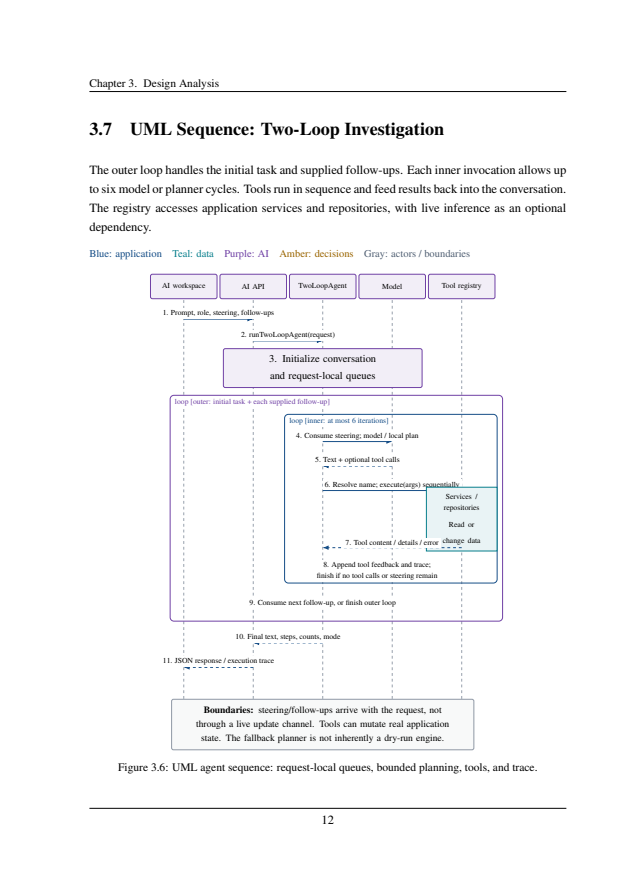 Chapter 3. Design Analysis
3.7 UML Sequence: Two-Loop Investigation
The outer loop handles the initial task and supplied follow-ups. Each inner invocation allows up
to six model or planner cycles. Tools run in sequence and feed results back into the conversation.
The registry accesses application services and repositories, with live inference as an optional
dependency.
Blue: application Teal: data Purple: AI Amber: decisions Gray: actors / boundaries
AI workspace AI API TwoLoopAgent Model Tool registry
1. Prompt, role, steering, follow-ups
2. runTwoLoopAgent(request)
3. Initialize conversation
and request-local queues
loop [outer: initial task + each supplied follow-up]
loop [inner: at most 6 iterations]
4. Consume steering; model / local plan
5. Text + optional tool calls
6. Resolve name; execute(args) sequentially
Services /
repositories
Read or
change data
7. Tool content / details / error
8. Append tool feedback and trace;
finish if no tool calls or steering remain
9. Consume next follow-up, or finish outer loop
10. Final text, steps, counts, mode
11. JSON response / execution trace
Boundaries: steering/follow-ups arrive with the request, not
through a live update channel. Tools can mutate real application
state. The fallback planner is not inherently a dry-run engine.
Figure 3.6: UML agent sequence: request-local queues, bounded planning, tools, and trace.
12